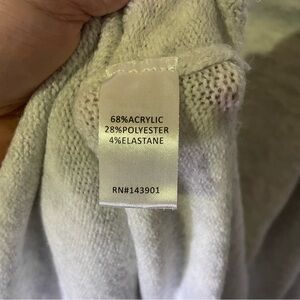 68%ACRYLIC
28%POLYESTER
4%ELASTANE
RN#143901